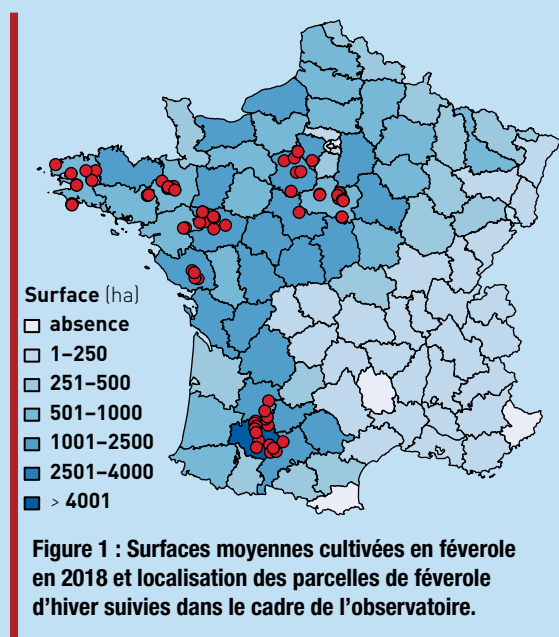 Surface (ha)
absence
1–250
251–500
501–1000
1001–2500
2501–4000
> 4001
Figure 1 : Surfaces moyennes cultivées en féverole
en 2018 et localisation des parcelles de féverole
d’hiver suivies dans le cadre de l’observatoire.